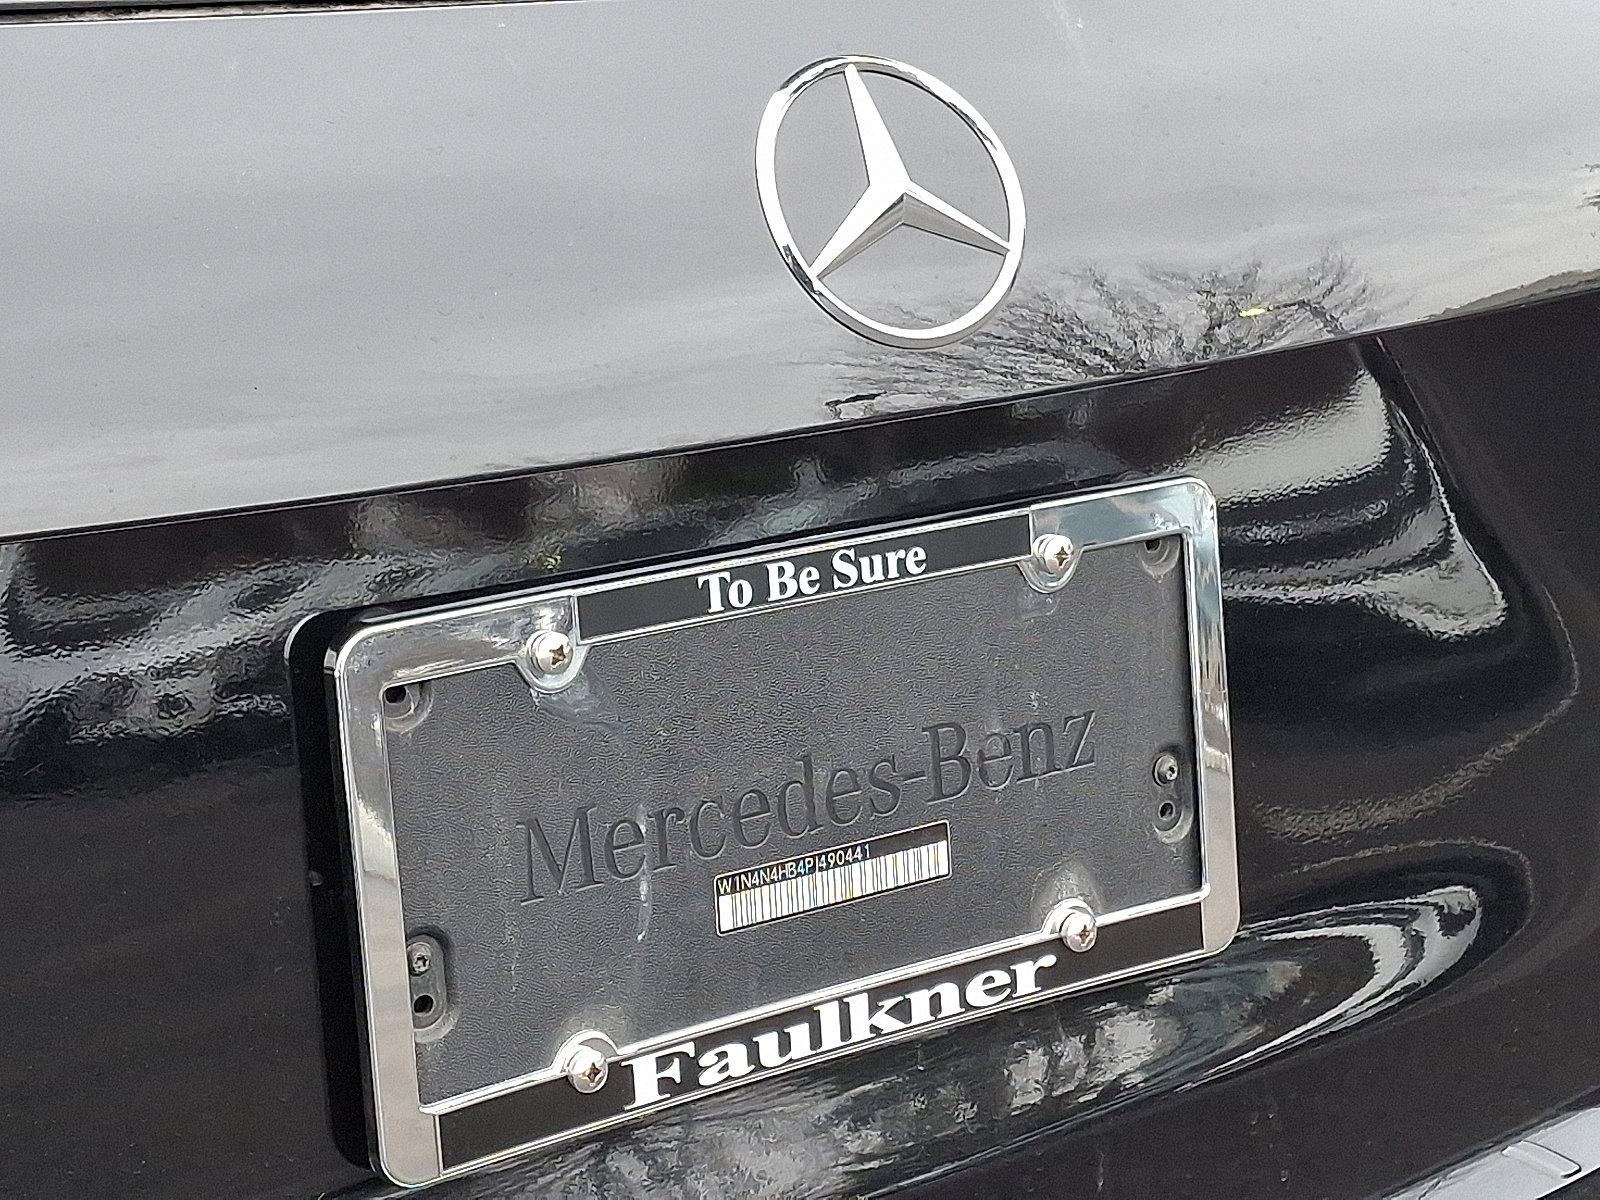 To Be Sure
Mercedes-Benz
W1N4N4HB4PJ490441
Faulkner